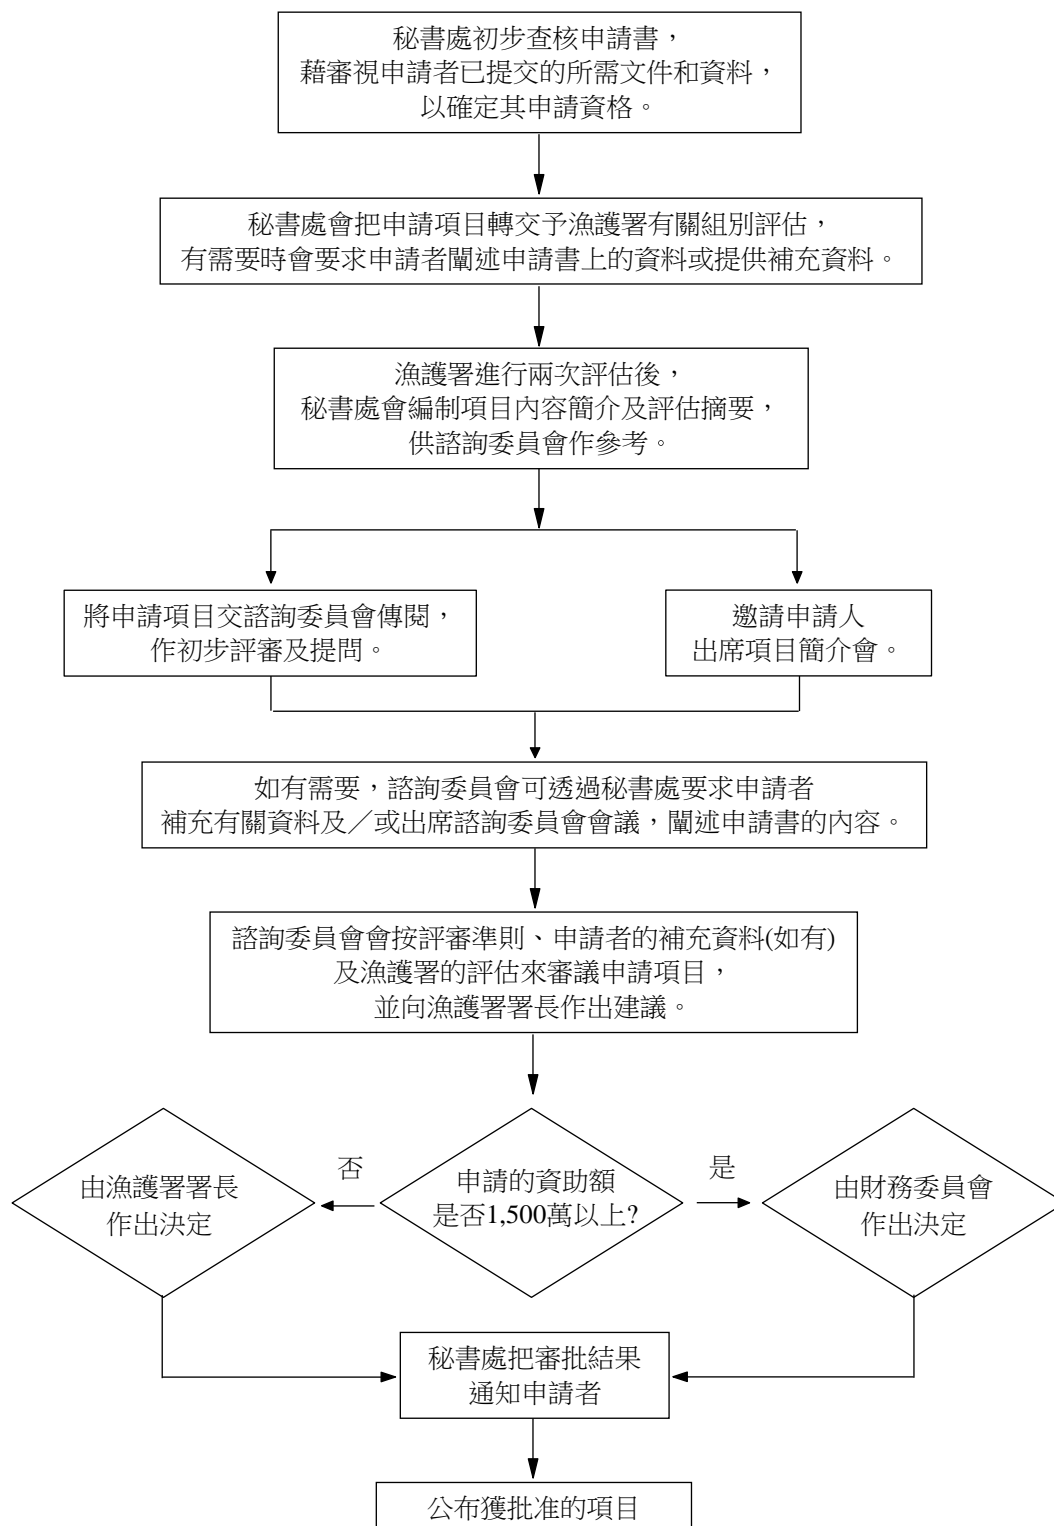 秘書處初步查核申請書，
藉審視申請者已提交的所需文件和資料，
以確定其申請資格。
秘書處會把申請項目轉交予漁護署有關組別評估，
有需要時會要求申請者闡述申請書上的資料或提供補充資料。
漁護署進行兩次評估後，
秘書處會編制項目內容簡介及評估摘要，
供諮詢委員會作參考。
將申請項目交諮詢委員會傳閱，
作初步評審及提問。
邀請申請人
出席項目簡介會。
如有需要，諮詢委員會可透過秘書處要求申請者
補充有關資料及／或出席諮詢委員會會議，闡述申請書的內容。
諮詢委員會會按評審準則、申請者的補充資料(如有)
及漁護署的評估來審議申請項目，
並向漁護署署長作出建議。
由漁護署署長
作出決定
否
申請的資助額
是否1,500萬以上?
是
由財務委員會
作出決定
秘書處把審批結果
通知申請者
公布獲批准的項目